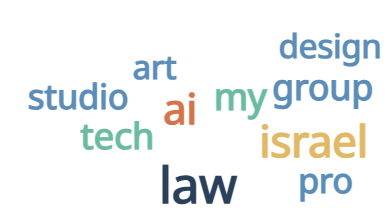 design
art
studio
ai
my
group
tech
israel
law
pro